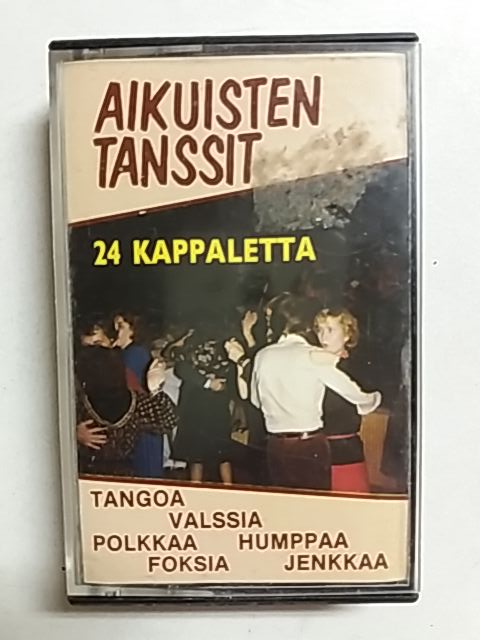 AIKUISTEN
TANSSIT
24 KAPPALETTA
TANGOA
VALSSIA
POLKKAA HUMPPAA
FOKSIA JENKKAA